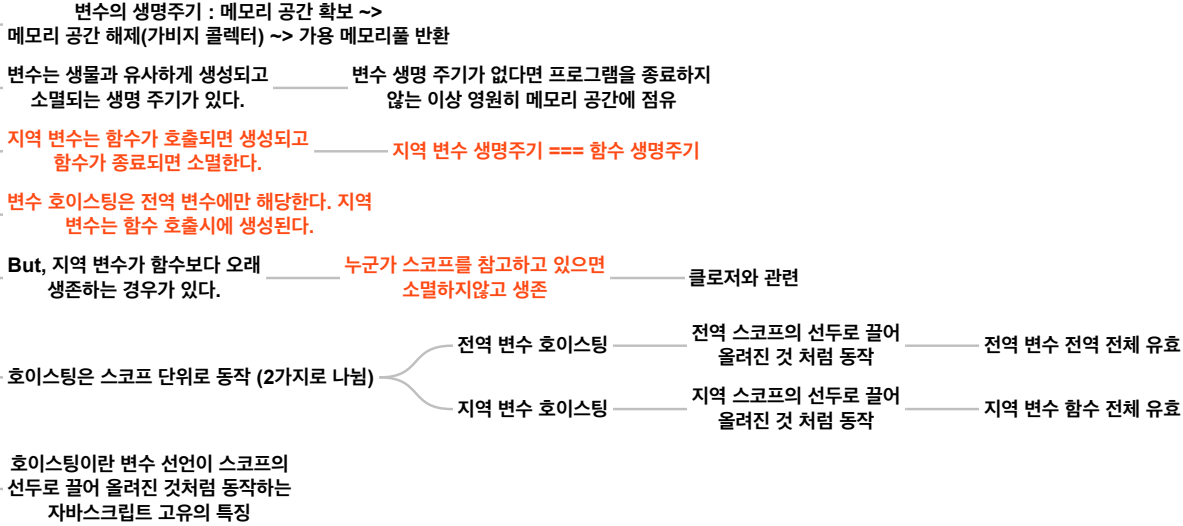 변수의 생명주기 : 메모리 공간 확보 ~>
메모리 공간 해제(가비지 콜렉터) ~> 가용 메모리풀 반환
변수는 생물과 유사하게 생성되고
소멸되는 생명 주기가 있다.
변수 생명 주기가 없다면 프로그램을 종료하지
않는 이상 영원히 메모리 공간에 점유
지역 변수는 함수가 호출되면 생성되고
함수가 종료되면 소멸한다.
지역 변수 생명주기 === 함수 생명주기
변수 호이스팅은 전역 변수에만 해당한다. 지역
변수는 함수 호출시에 생성된다.
But, 지역 변수가 함수보다 오래
생존하는 경우가 있다.
누군가 스코프를 참고하고 있으면
소멸하지않고 생존
클로저와 관련
호이스팅은 스코프 단위로 동작 (2가지로 나뉨)
전역 변수 호이스팅
전역 스코프의 선두로 끌어
올려진 것 처럼 동작
전역 변수 전역 전체 유효
지역 변수 호이스팅
지역 스코프의 선두로 끌어
올려진 것 처럼 동작
지역 변수 함수 전체 유효
호이스팅이란 변수 선언이 스코프의
선두로 끌어 올려진 것처럼 동작하는
자바스크립트 고유의 특징